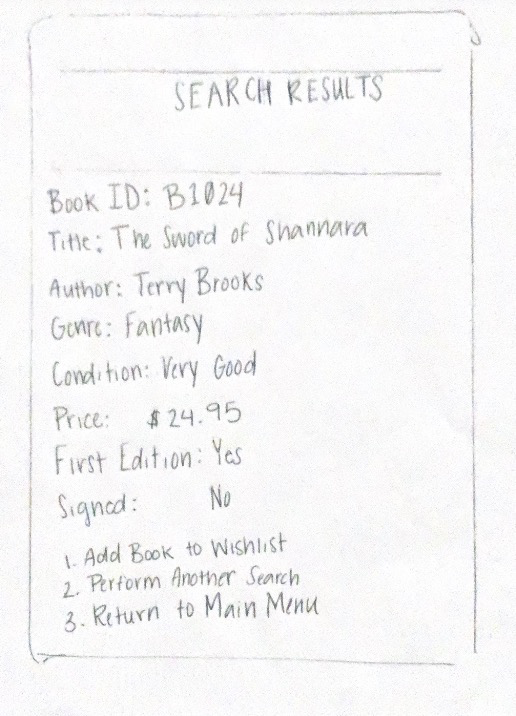 SEARCH RESULTS
Book ID: B1024
Title: The Sword of Shannara
Author: Terry Brooks
Genre: Fantasy
Condition: Very Good
Price: $24.95
First Edition: Yes
Signed: No
1. Add Book to Wishlist
2. Perform Another Search
3. Return to Main Menu